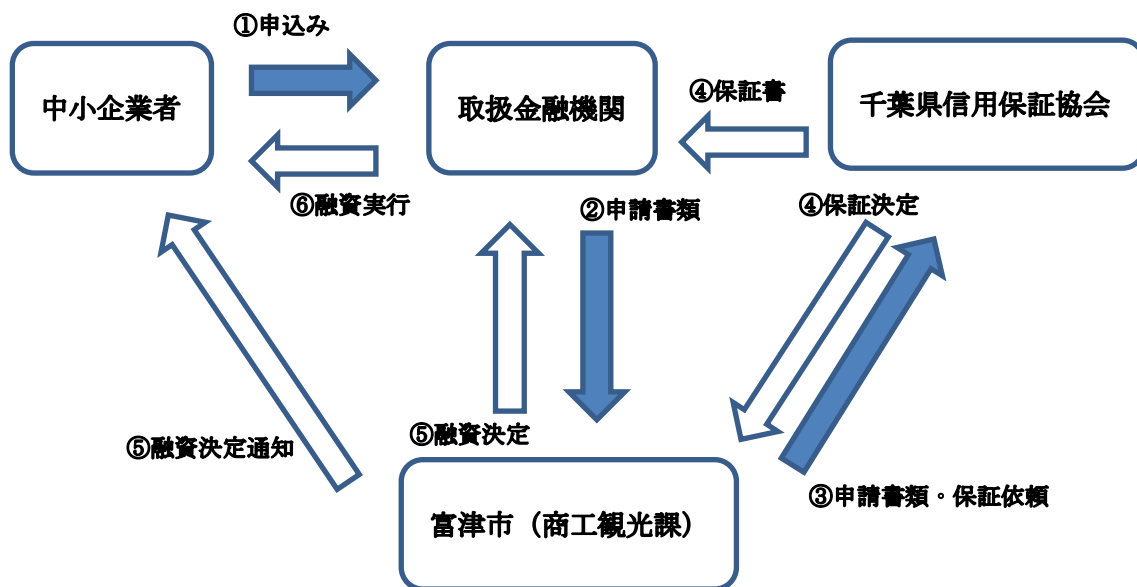 ①申込み
中小企業者
取扱金融機関
④保証書
千葉県信用保証協会
⑥融資実行
②申請書類
④保証決定
⑤融資決定通知
⑤融資決定
③申請書類・保証依頼
富津市（商工観光課）